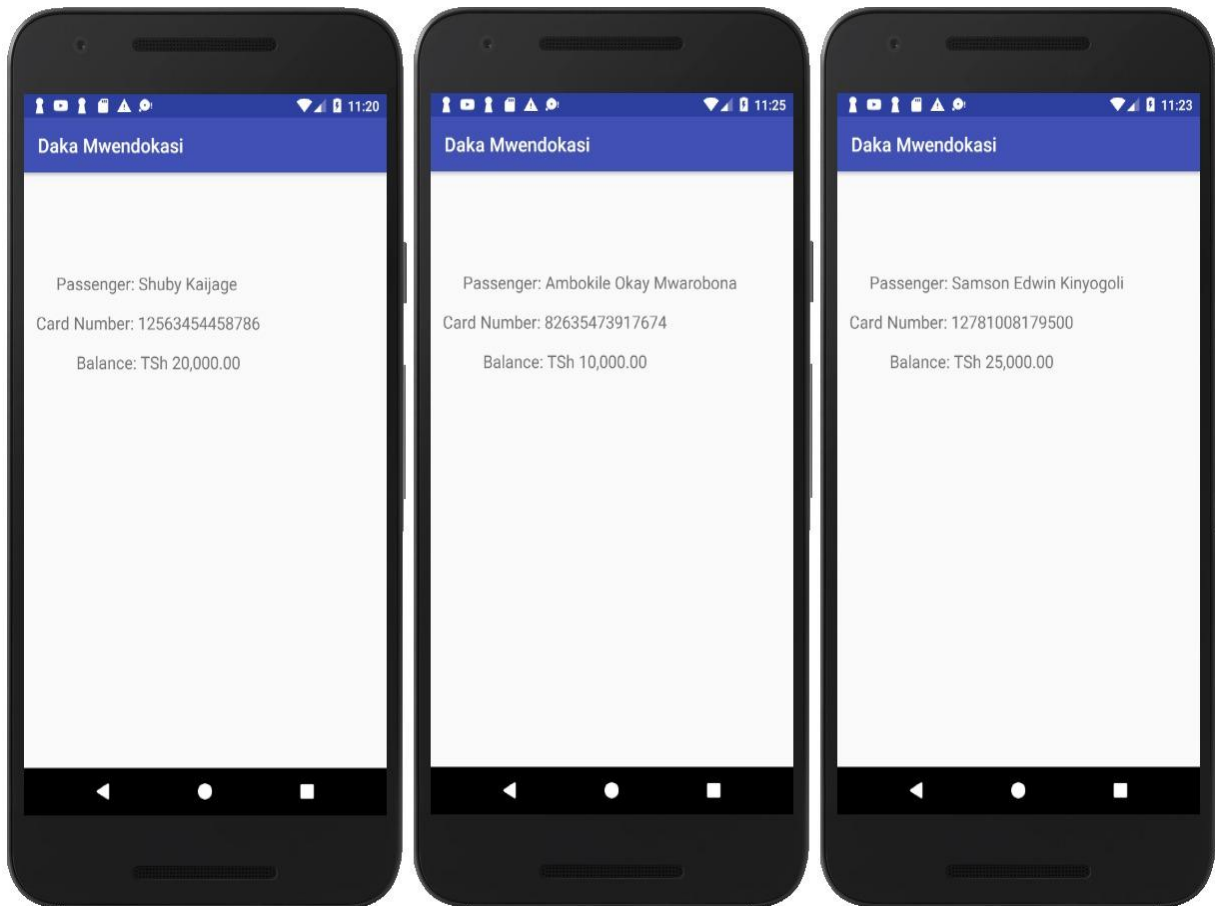 11:20
Daka Mwendokasi
Passenger: Shuby Kaijage
Card Number: 12563454458786
Balance: TSh 20,000.00
11:25
Daka Mwendokasi
Passenger: Ambokile Okay Mwarobona
Card Number: 82635473917674
Balance: TSh 10,000.00
11:23
Daka Mwendokasi
Passenger: Samson Edwin Kinyogoli
Card Number: 12781008179500
Balance: TSh 25,000.00